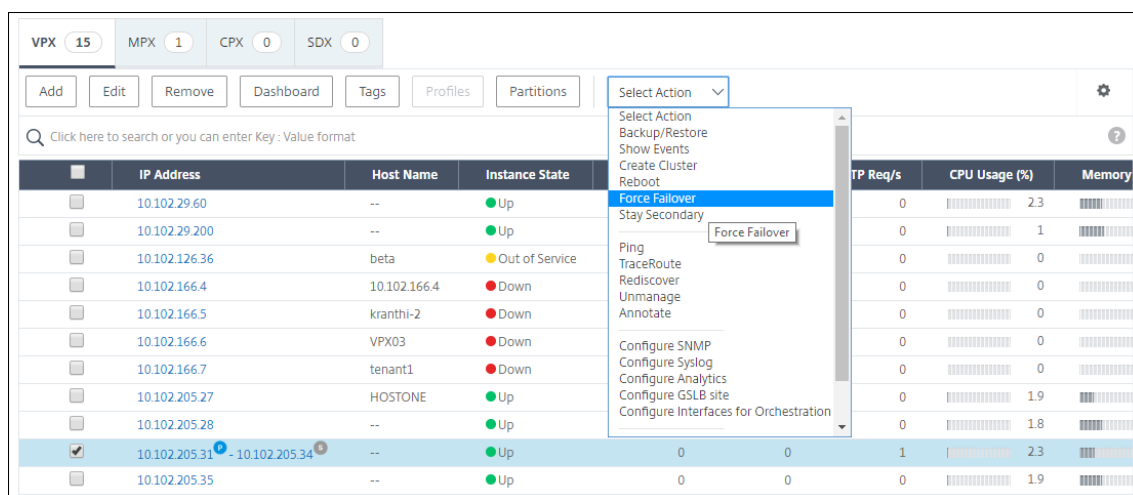 VPX 15 MPX 1 CPX 0 SDX 0
Add Edit Remove Dashboard Tags Profiles Partitions Select Action
Click here to search or you can enter Key : Value format ?
IP Address Host Name Instance State TP Req/s CPU Usage (%) Memory
10.102.29.60 -- Up 0 2.3
10.102.29.200 -- Up 0 1
10.102.126.36 beta Out of Service 0 0
10.102.166.4 10.102.166.4 Down 0 0
10.102.166.5 kranthi-2 Down 0 0
10.102.166.6 VPX03 Down 0 0
10.102.166.7 tenant1 Down 0 0
10.102.205.27 HOSTONE Up 0 1.9
10.102.205.28 -- Up 0 1.8
10.102.205.31 P - 10.102.205.34 S -- Up 0 0 1 2.3
10.102.205.35 -- Up 0 0 0 1.9
Select Action
Backup/Restore
Show Events
Create Cluster
Reboot
Force Failover
Stay Secondary
Force Failover
Ping
TraceRoute
Rediscover
Unmanage
Annotate
Configure SNMP
Configure Syslog
Configure Analytics
Configure GSLB site
Configure Interfaces for Orchestration